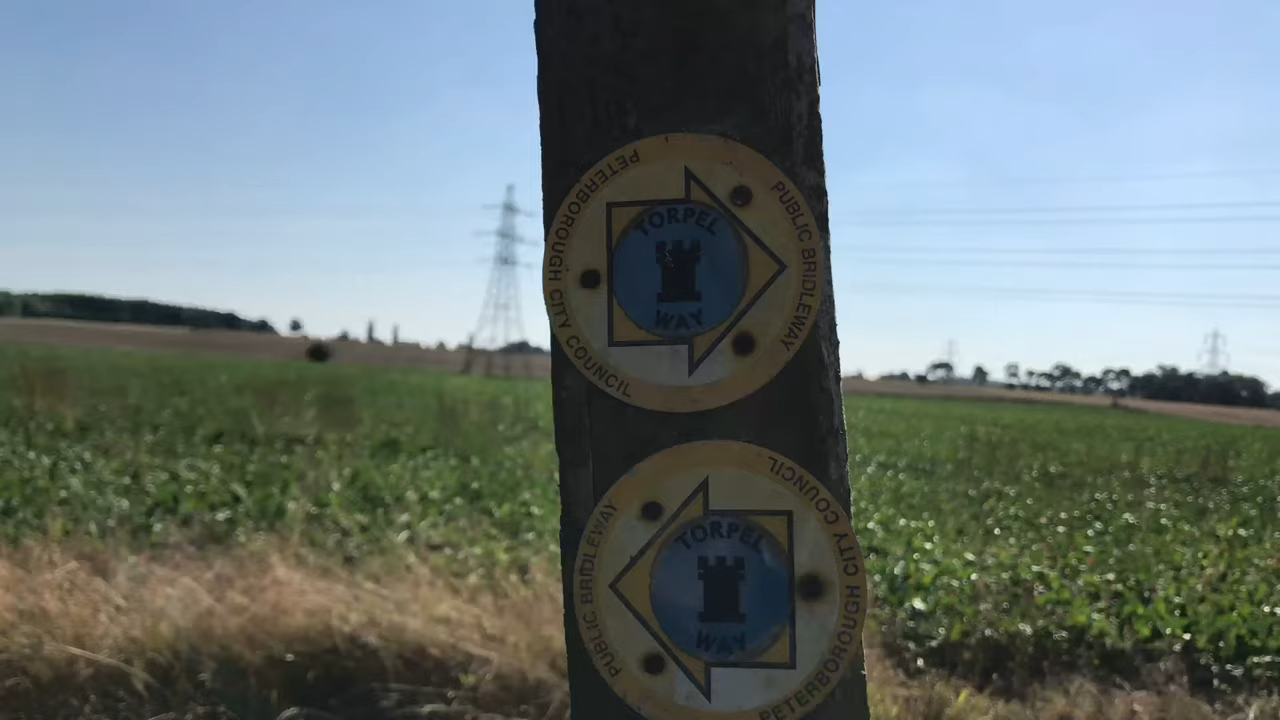 PETERBOROUGH CITY COUNCIL
PUBLIC BRIDLEWAY
TORPEL
WAY
PUBLIC BRIDLEWAY
PETERBOROUGH CITY COUNCIL
TORPEL
WAY